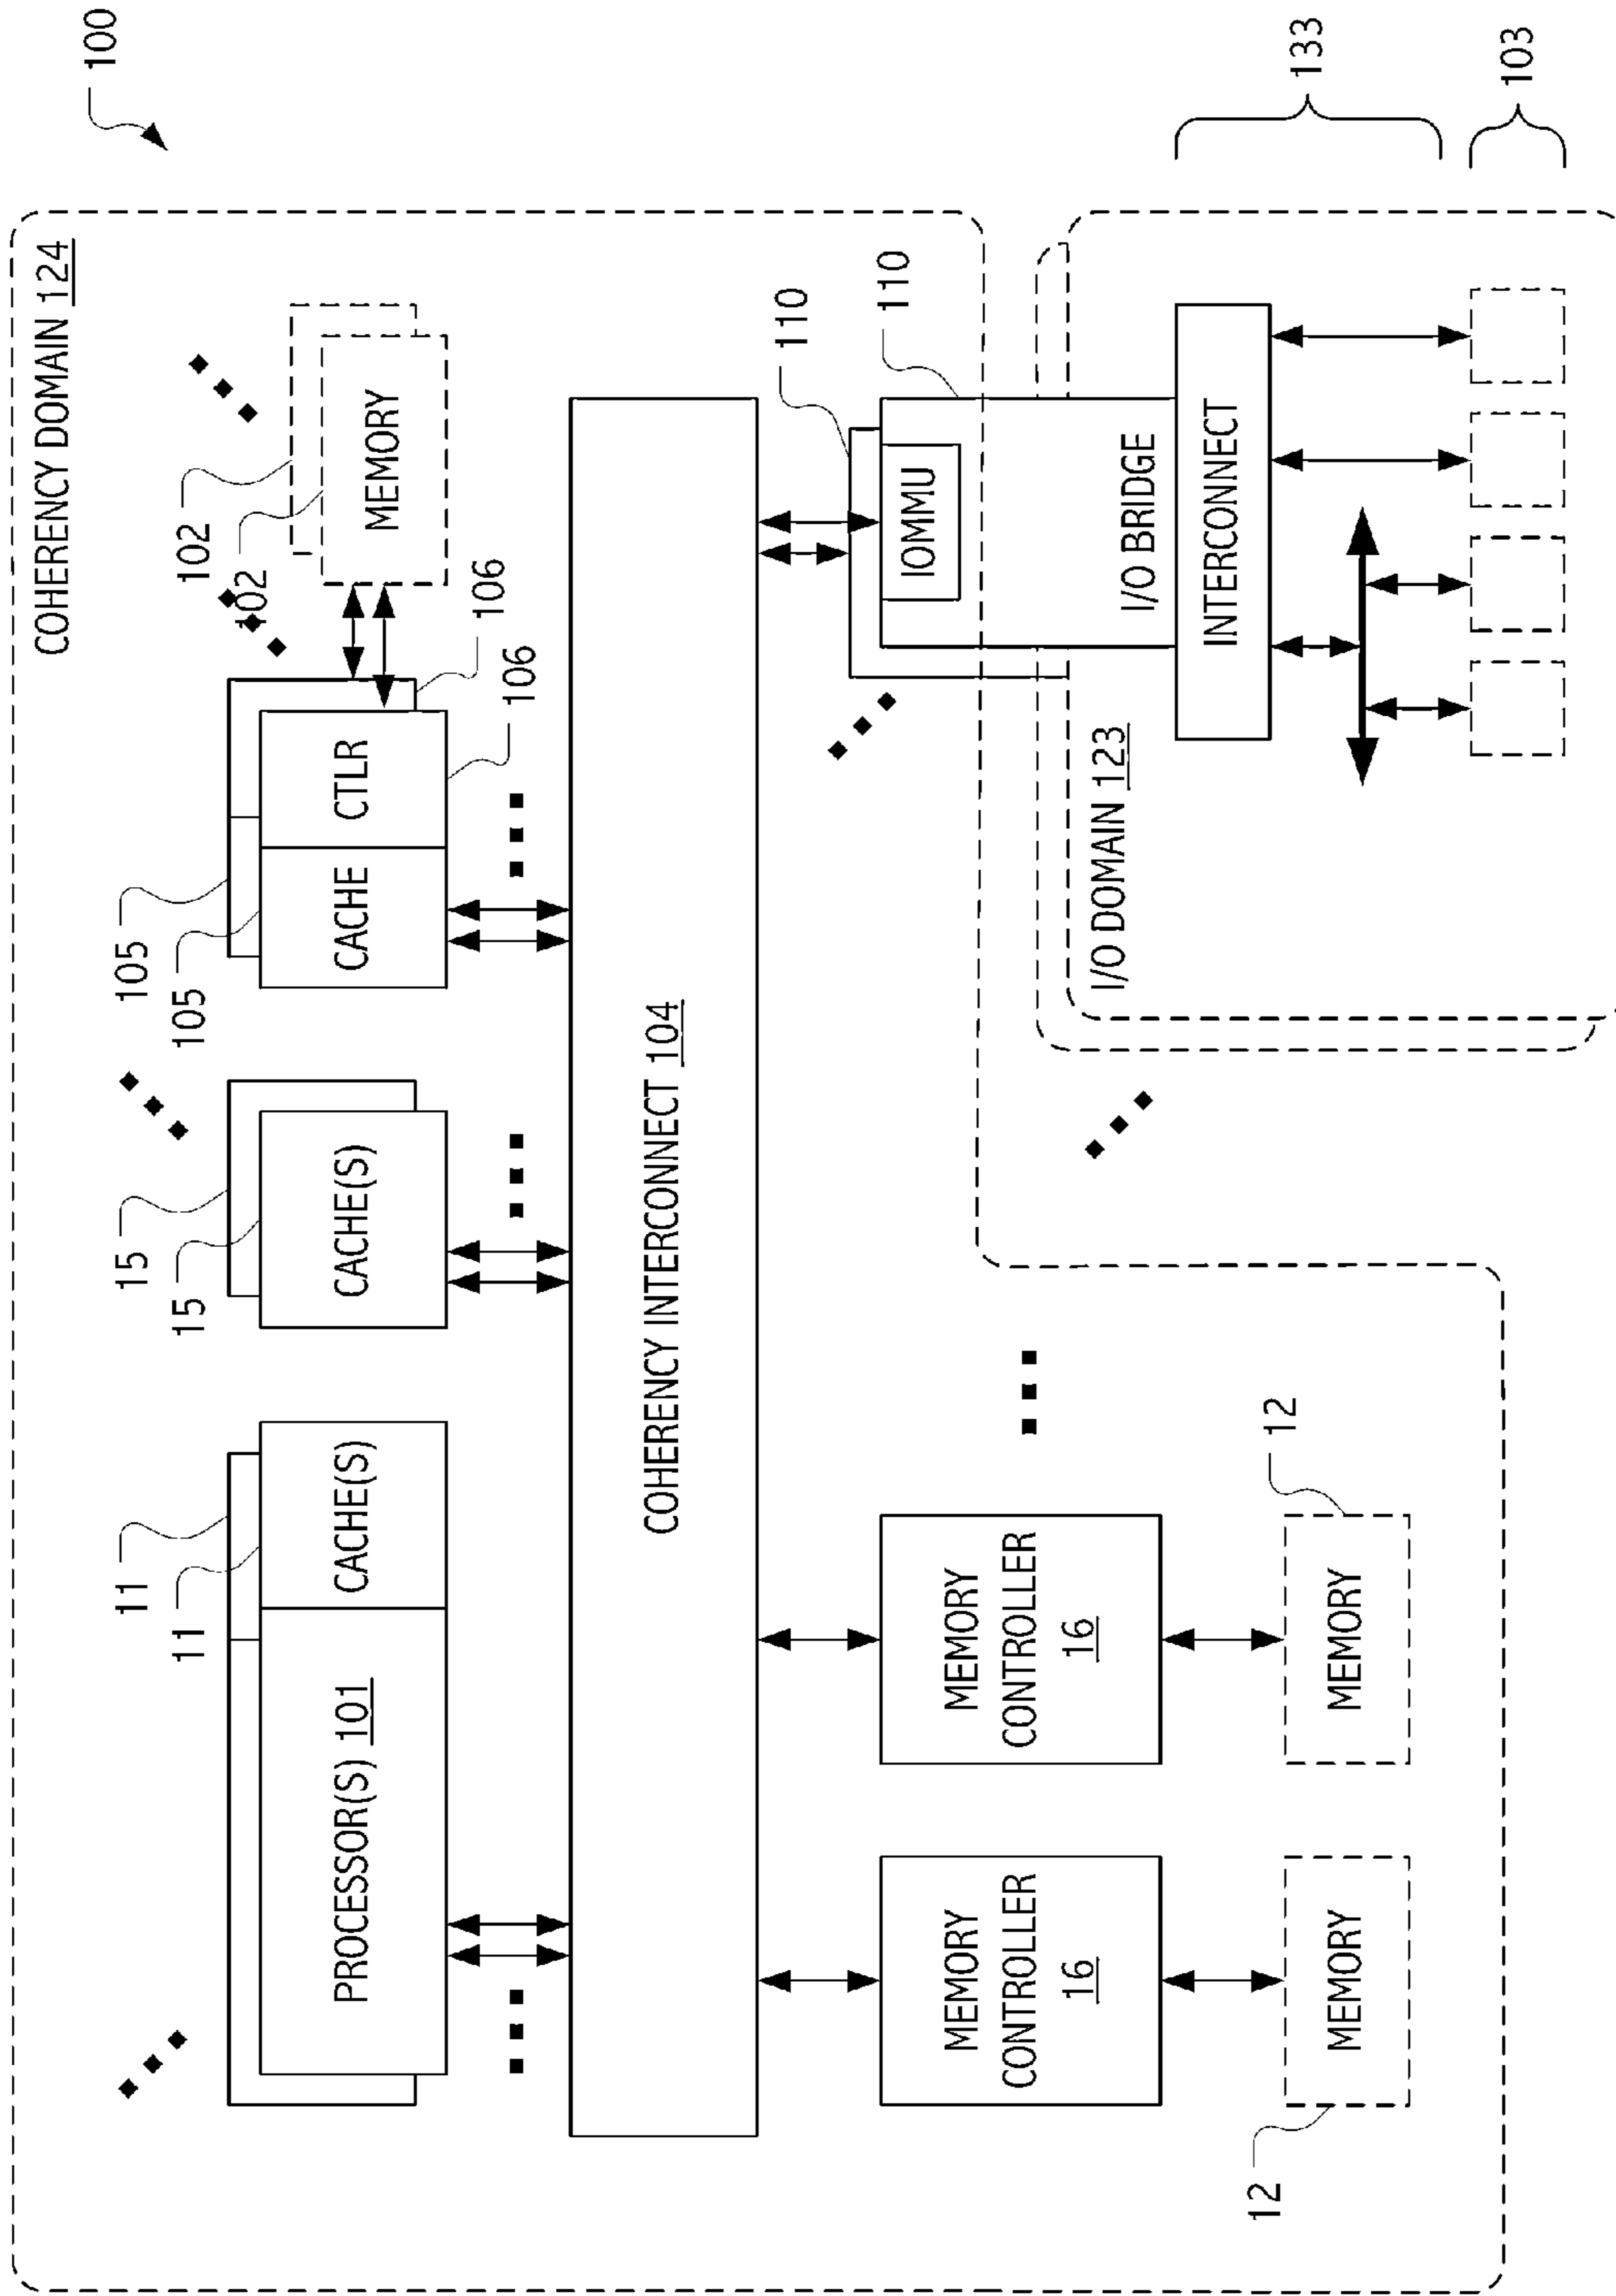 100
COHERENCY DOMAIN 124
11
11
15
15
105
105
102
102
PROCESSOR(S) 101
CACHE(S)
CACHE(S)
CACHE
CTLR
MEMORY
106
106
COHERENCY INTERCONNECT 104
110
110
MEMORY
CONTROLLER
16
MEMORY
CONTROLLER
16
IOMMU
I/O BRIDGE
I/O DOMAIN 123
INTERCONNECT
133
12
MEMORY
MEMORY
12
103